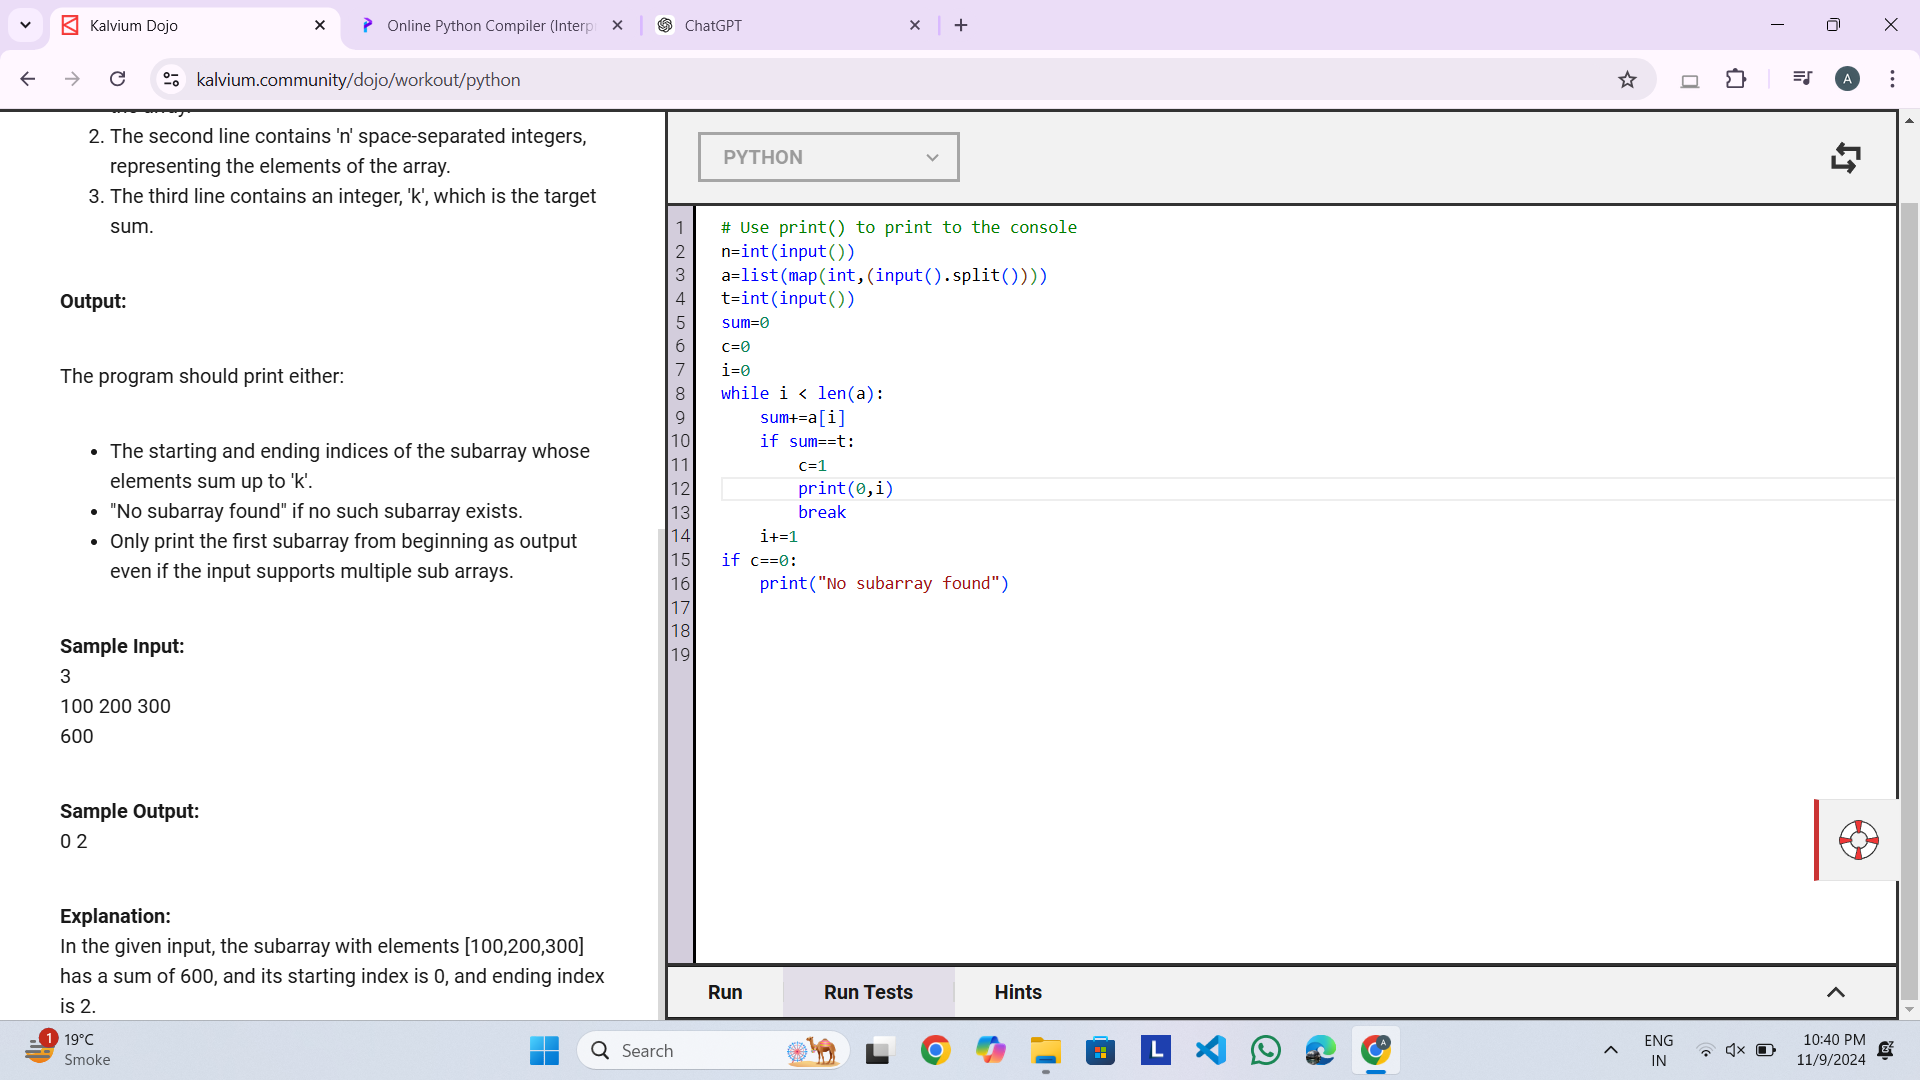 Kalvium Dojo
Online Python Compiler (Interp
ChatGPT
kalvium.community/dojo/workout/python
A
the array.
2. The second line contains 'n' space-separated integers,
representing the elements of the array.
3. The third line contains an integer, 'k', which is the target
sum.
Output:
The program should print either:
• The starting and ending indices of the subarray whose
elements sum up to 'k'.
• "No subarray found" if no such subarray exists.
• Only print the first subarray from beginning as output
even if the input supports multiple sub arrays.
Sample Input:
3
100 200 300
600
Sample Output:
0 2
Explanation:
In the given input, the subarray with elements [100,200,300]
has a sum of 600, and its starting index is 0, and ending index
is 2.
PYTHON
1 # Use print() to print to the console
2 n=int(input())
3 a=list(map(int,(input().split())))
4 t=int(input())
5 sum=0
6 c=0
7 i=0
8 while i < len(a):
9     sum+=a[i]
10     if sum==t:
11         c=1
12         print(0,i)
13         break
14     i+=1
15 if c==0:
16     print("No subarray found")
17
18
19
Run
Run Tests
Hints
1
19°C
Smoke
Search
L
A
ENG
IN
10:40 PM
11/9/2024